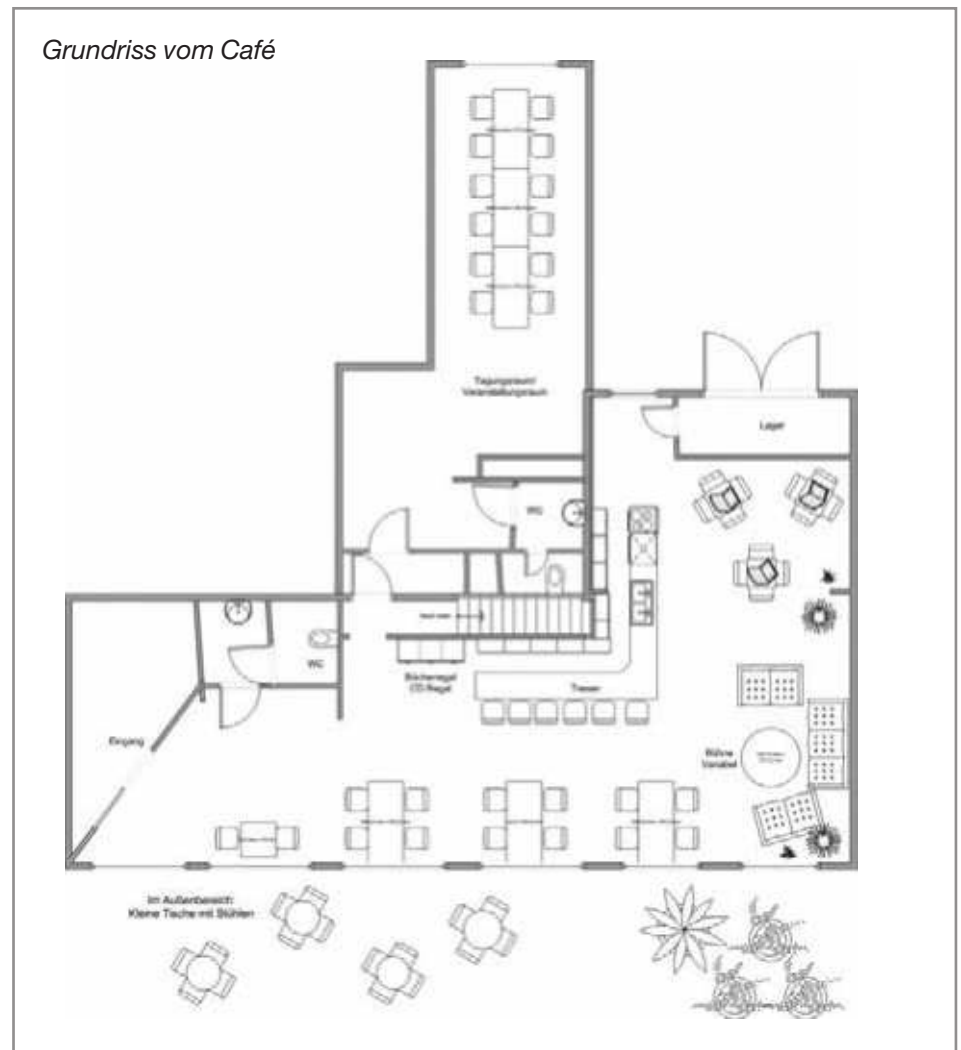 Grundriss vom Café
Tagungsraum/
Veranstaltungsraum
Lager
WC
WC
Bücherregal
CD Regal
Tresen
Eingang
Bühne
Variabel
Im Außenbereich:
Kleine Tische mit Stühlen